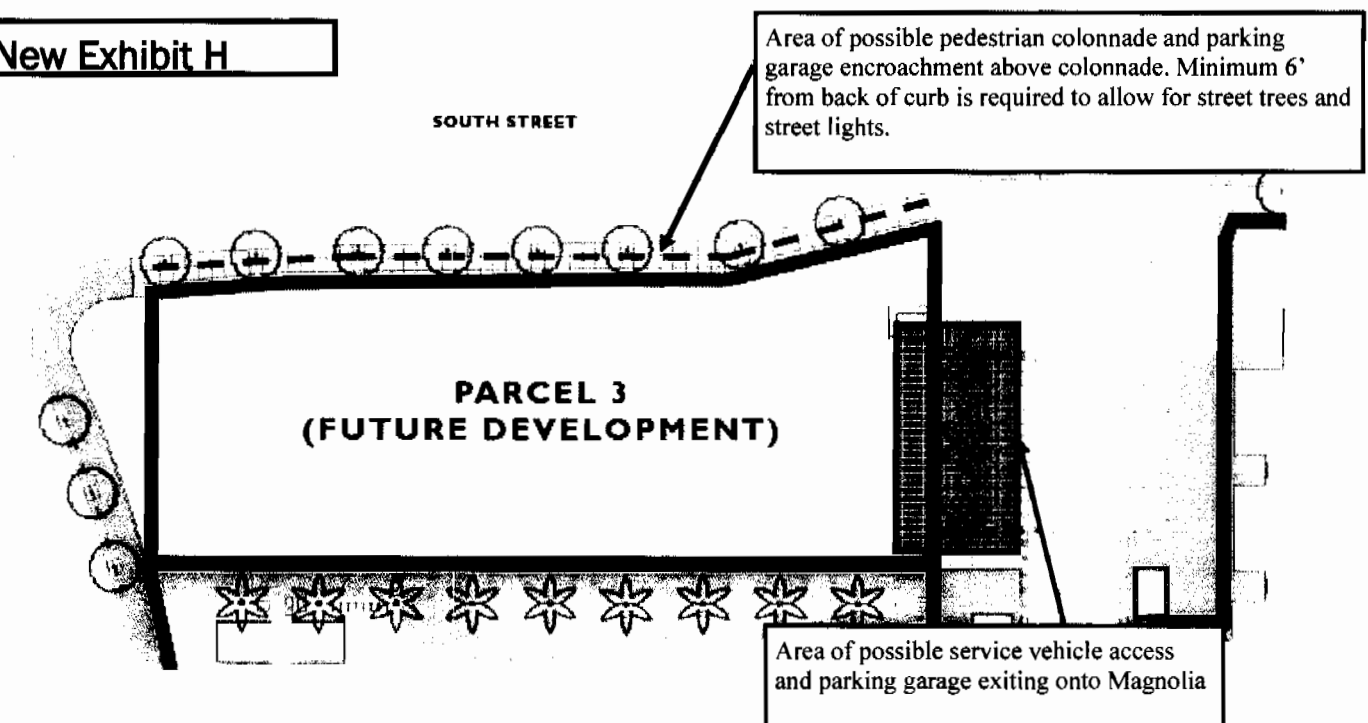 New Exhibit H
Area of possible pedestrian colonnade and parking
garage encroachment above colonnade. Minimum 6'
from back of curb is required to allow for street trees and
street lights.
SOUTH STREET
PARCEL 3
(FUTURE DEVELOPMENT)
Area of possible service vehicle access
and parking garage exiting onto Magnolia